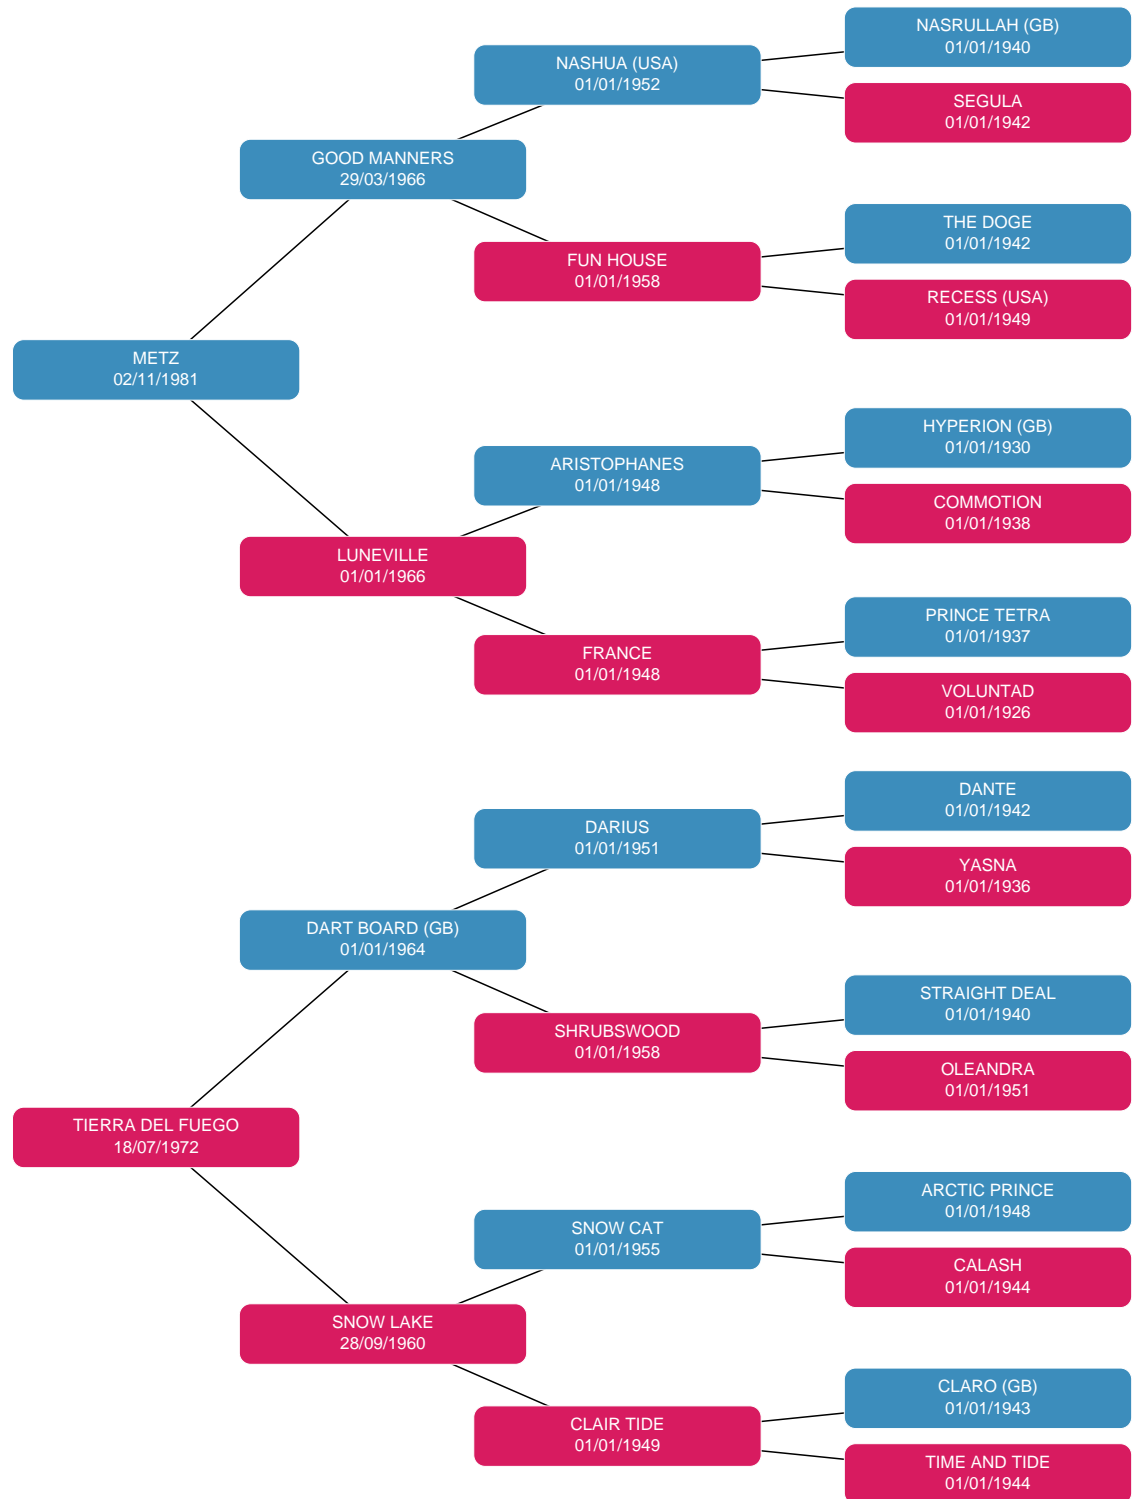 NASRULLAH (GB)
01/01/1940
NASHUA (USA)
01/01/1952
SEGULA
01/01/1942
GOOD MANNERS
29/03/1966
THE DOGE
01/01/1942
FUN HOUSE
01/01/1958
RECESS (USA)
01/01/1949
METZ
02/11/1981
HYPERION (GB)
01/01/1930
ARISTOPHANES
01/01/1948
COMMOTION
01/01/1938
LUNEVILLE
01/01/1966
PRINCE TETRA
01/01/1937
FRANCE
01/01/1948
VOLUNTAD
01/01/1926
DANTE
01/01/1942
DARIUS
01/01/1951
YASNA
01/01/1936
DART BOARD (GB)
01/01/1964
STRAIGHT DEAL
01/01/1940
SHRUBSWOOD
01/01/1958
OLEANDRA
01/01/1951
TIERRA DEL FUEGO
18/07/1972
ARCTIC PRINCE
01/01/1948
SNOW CAT
01/01/1955
CALASH
01/01/1944
SNOW LAKE
28/09/1960
CLARO (GB)
01/01/1943
CLAIR TIDE
01/01/1949
TIME AND TIDE
01/01/1944